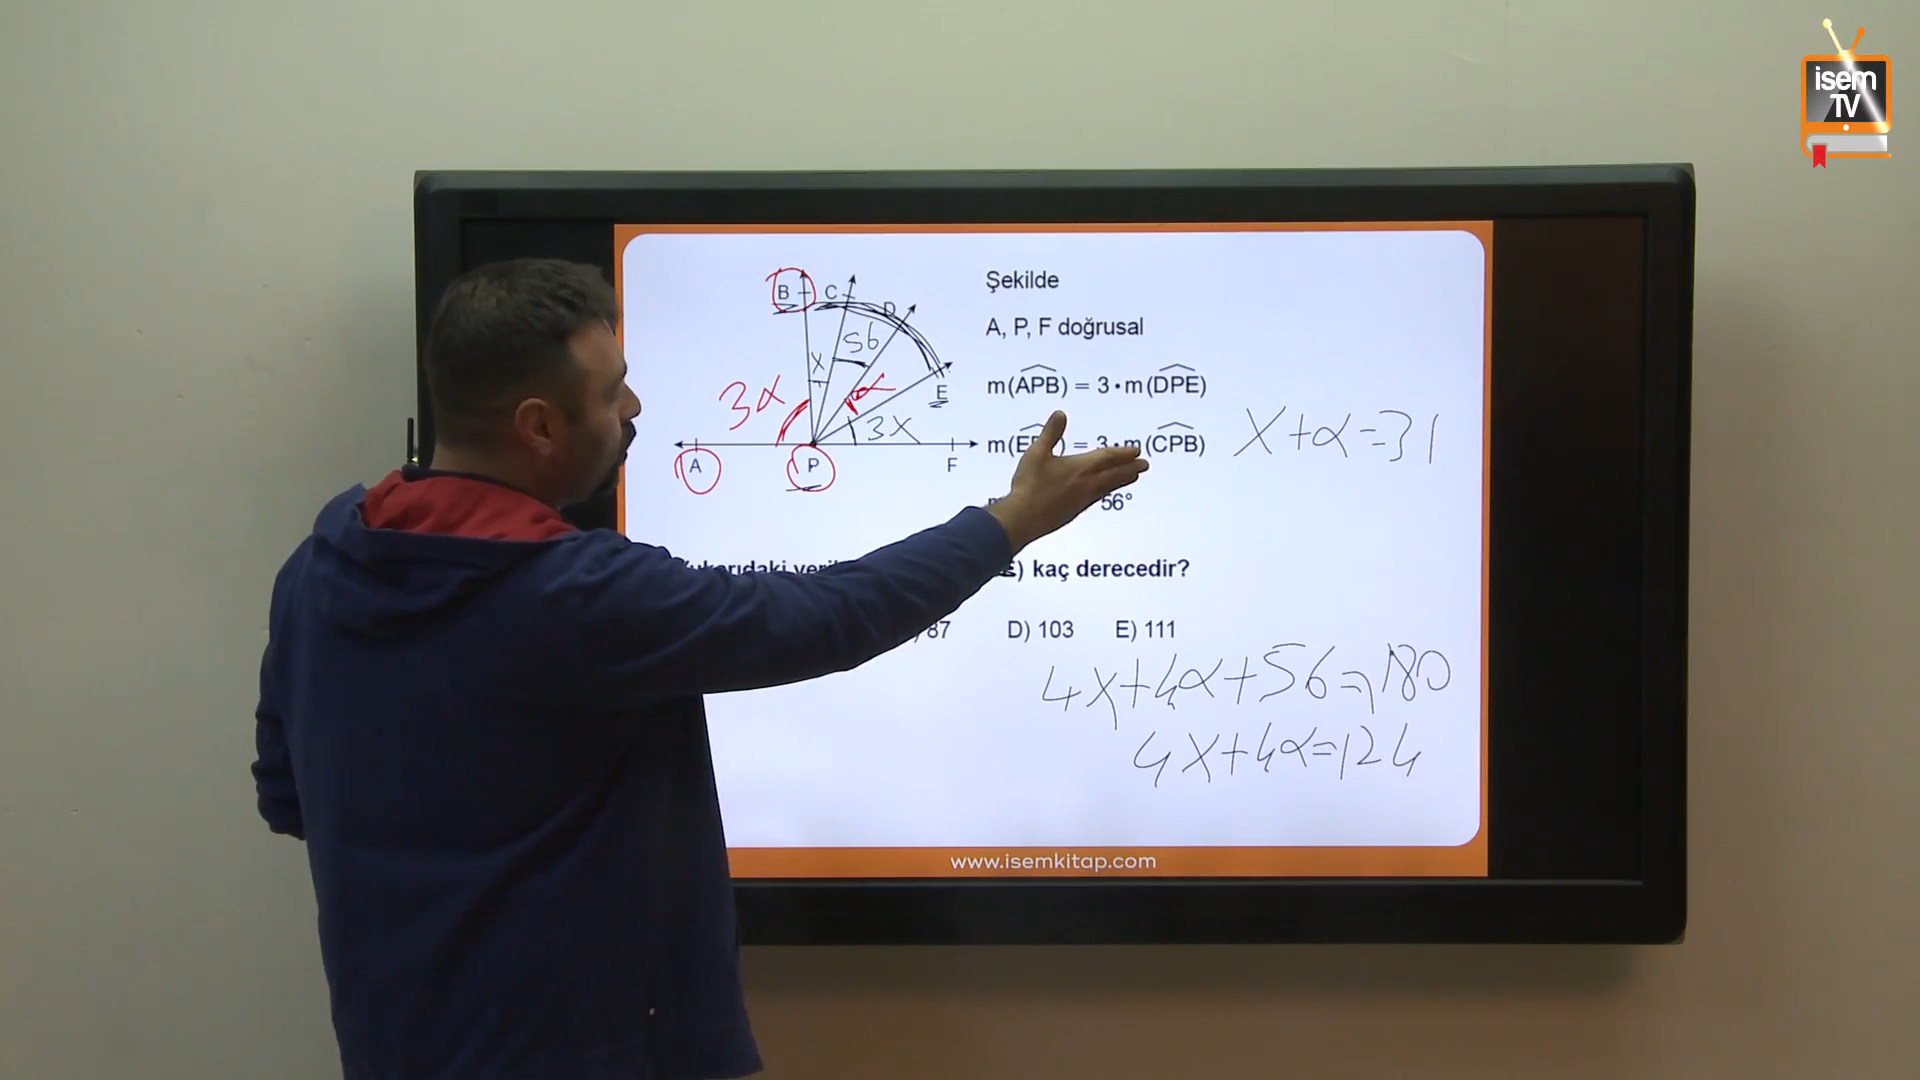 isem
TV
B
C
D
E
A
P
F
56
x
α
3α
3x
Şekilde
A, P, F doğrusal
m(APB) = 3 • m(DPE)
= 3 • m(CPB)
56°
x+α=31
kaç derecedir?
87 D) 103 E) 111
4x+4α+56=180
4x+4α=124
www.isemkitap.com